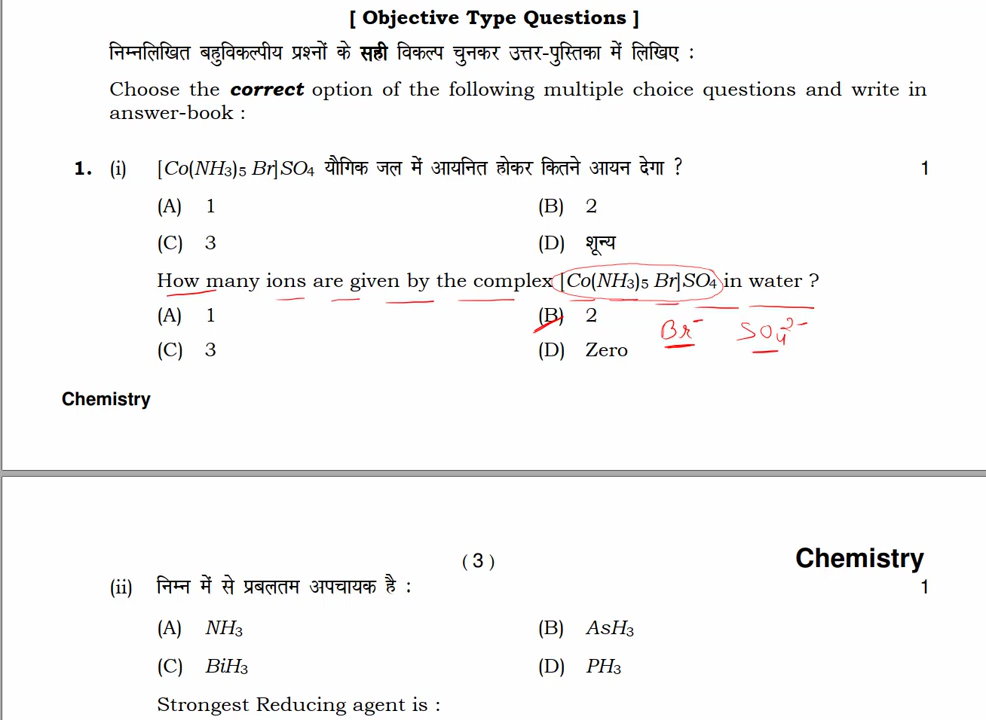 [ Objective Type Questions ]
निम्नलिखित बहुविकल्पीय प्रश्नों के सही विकल्प चुनकर उत्तर-पुस्तिका में लिखिए :
Choose the correct option of the following multiple choice questions and write in
answer-book :
1. (i) [Co(NH3)5 Br]SO4 यौगिक जल में आयनित होकर कितने आयन देगा ? 1
(A) 1 (B) 2
(C) 3 (D) शून्य
How many ions are given by the complex [Co(NH3)5 Br]SO4 in water ?
(A) 1 (B) 2 Br⁻ SO4²⁻
(C) 3 (D) Zero
Chemistry
( 3 ) Chemistry
(ii) निम्न में से प्रबलतम अपचायक है : 1
(A) NH3 (B) AsH3
(C) BiH3 (D) PH3
Strongest Reducing agent is :